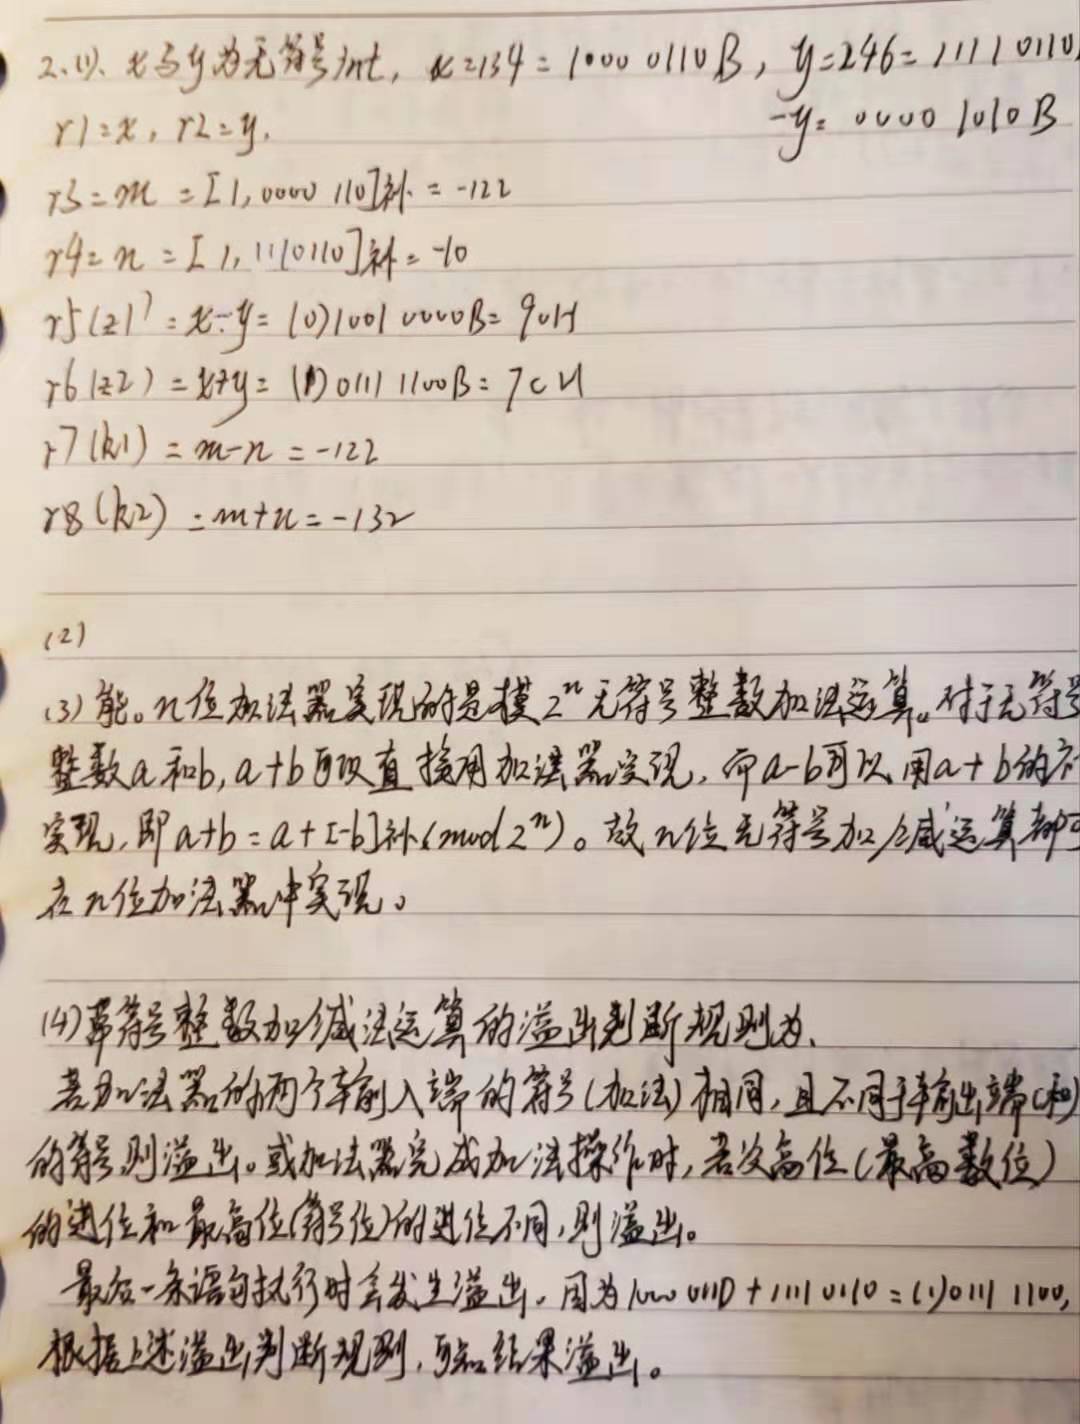 2.(1). x与y为无符号int, x=134=1000 0110B, y=246=1111 0110
r1=x, r2=y. -y= 0000 1010B
r3=m=[1,0000 110]补=-122
r4=n=[1,1110110]补=-10
r5(z1)=x-y=(0)1001 0000B=90H
r6(z2)=x+y=(1)0111 1100B=7CH
r7(k1)=m-n=-122
r8(k2)=m+n=-132
(2)
(3)能。n位加法器实现的是模2ⁿ无符号整数加法运算。对于无符号
整数a和b,a+b可以直接用加法器实现,而a-b可以用a+b的
实现,即a+b=a+[-b]补(mod 2ⁿ)。故n位无符号加/减运算都可
在n位加法器中实现。
(4)带符号整数加/减法运算的溢出判断规则为、
若加法器的两个输入端的符号(加法)相同,且不同于输出端(和)
的符号,则溢出。或加法器完成加法操作时,若次高位(最高数位)
的进位和最高位(符号位)的进位不同,则溢出。
最后一条语句执行时会发生溢出。因为1000 0110+1111 0110=(1)0111 1100,
根据上述溢出判断规则,可知结果溢出。